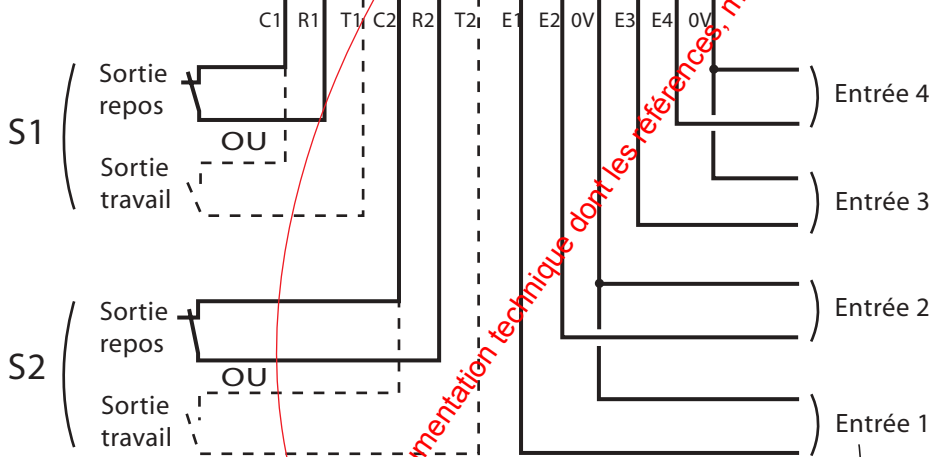 C1 R1 T1 C2 R2 T2 E1 E2 0V E3 E4 0V
S1
Sortie
repos
OU
Sortie
travail
Entrée 4
Entrée 3
S2
Sortie
repos
OU
Sortie
travail
Entrée 2
Entrée 1
technique dont les références,